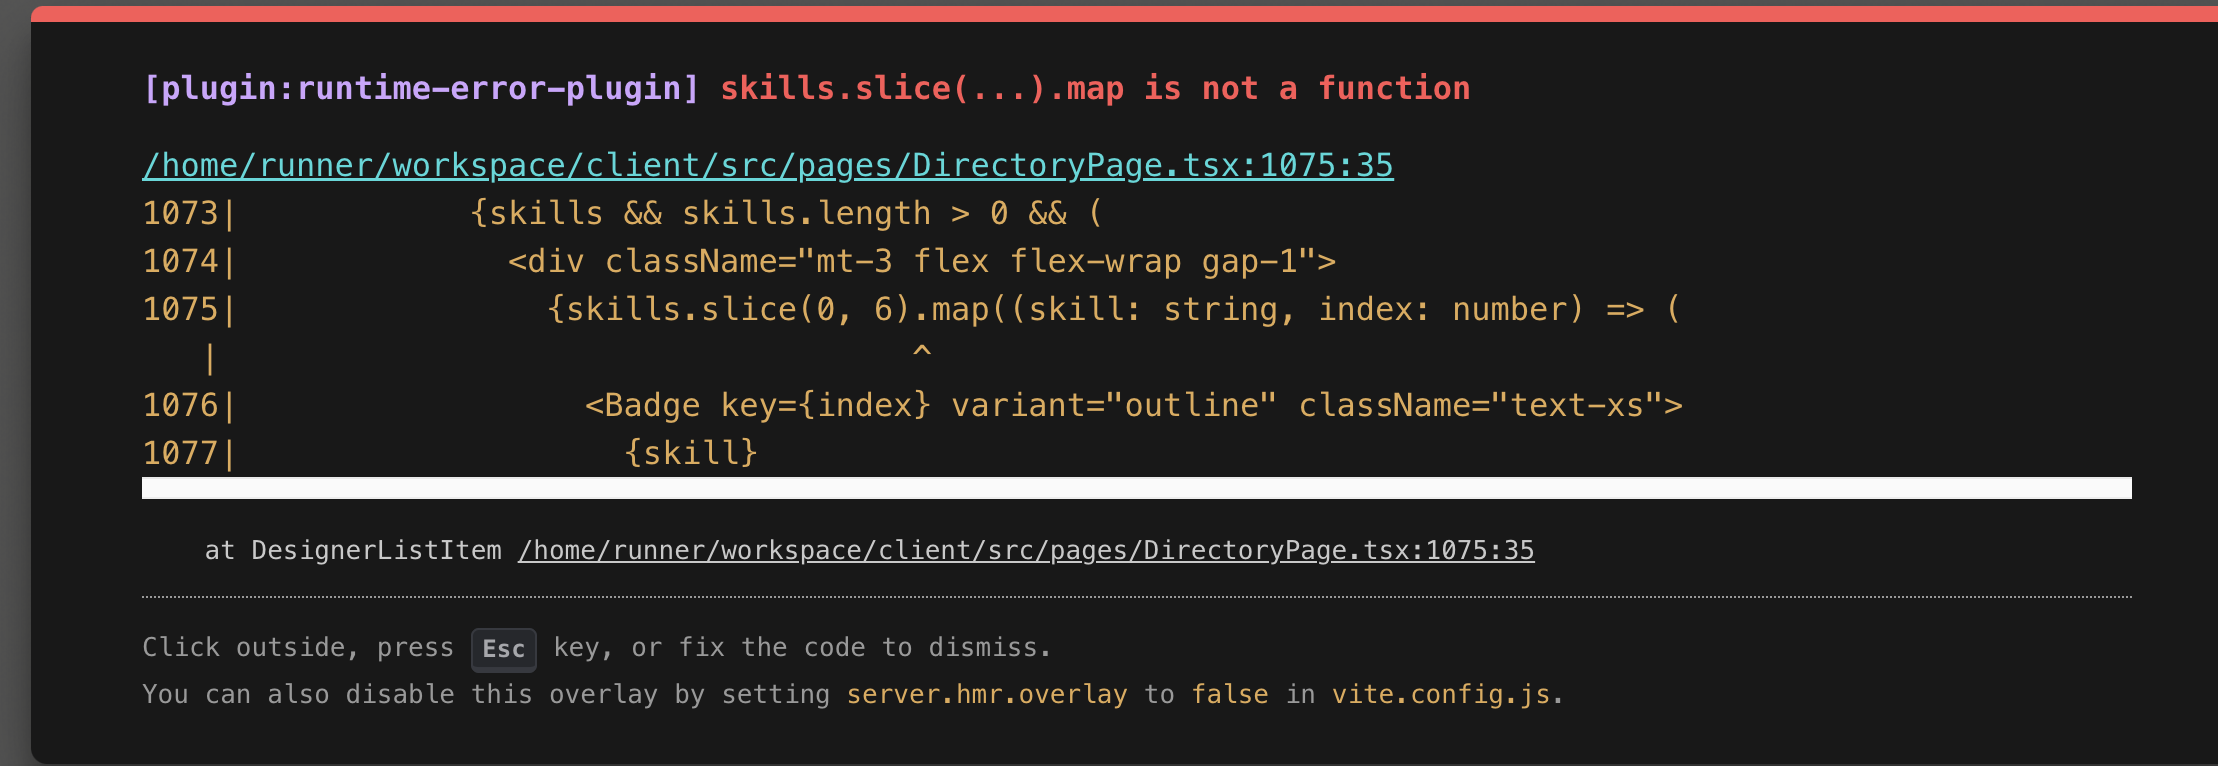 [plugin:runtime-error-plugin] skills.slice(...).map is not a function
/home/runner/workspace/client/src/pages/DirectoryPage.tsx:1075:35
1073|            {skills && skills.length > 0 && (
1074|              <div className="mt-3 flex flex-wrap gap-1">
1075|                {skills.slice(0, 6).map((skill: string, index: number) => (
   |                                    ^
1076|                  <Badge key={index} variant="outline" className="text-xs">
1077|                    {skill}
at DesignerListItem /home/runner/workspace/client/src/pages/DirectoryPage.tsx:1075:35
Click outside, press Esc key, or fix the code to dismiss.
You can also disable this overlay by setting server.hmr.overlay to false in vite.config.js.